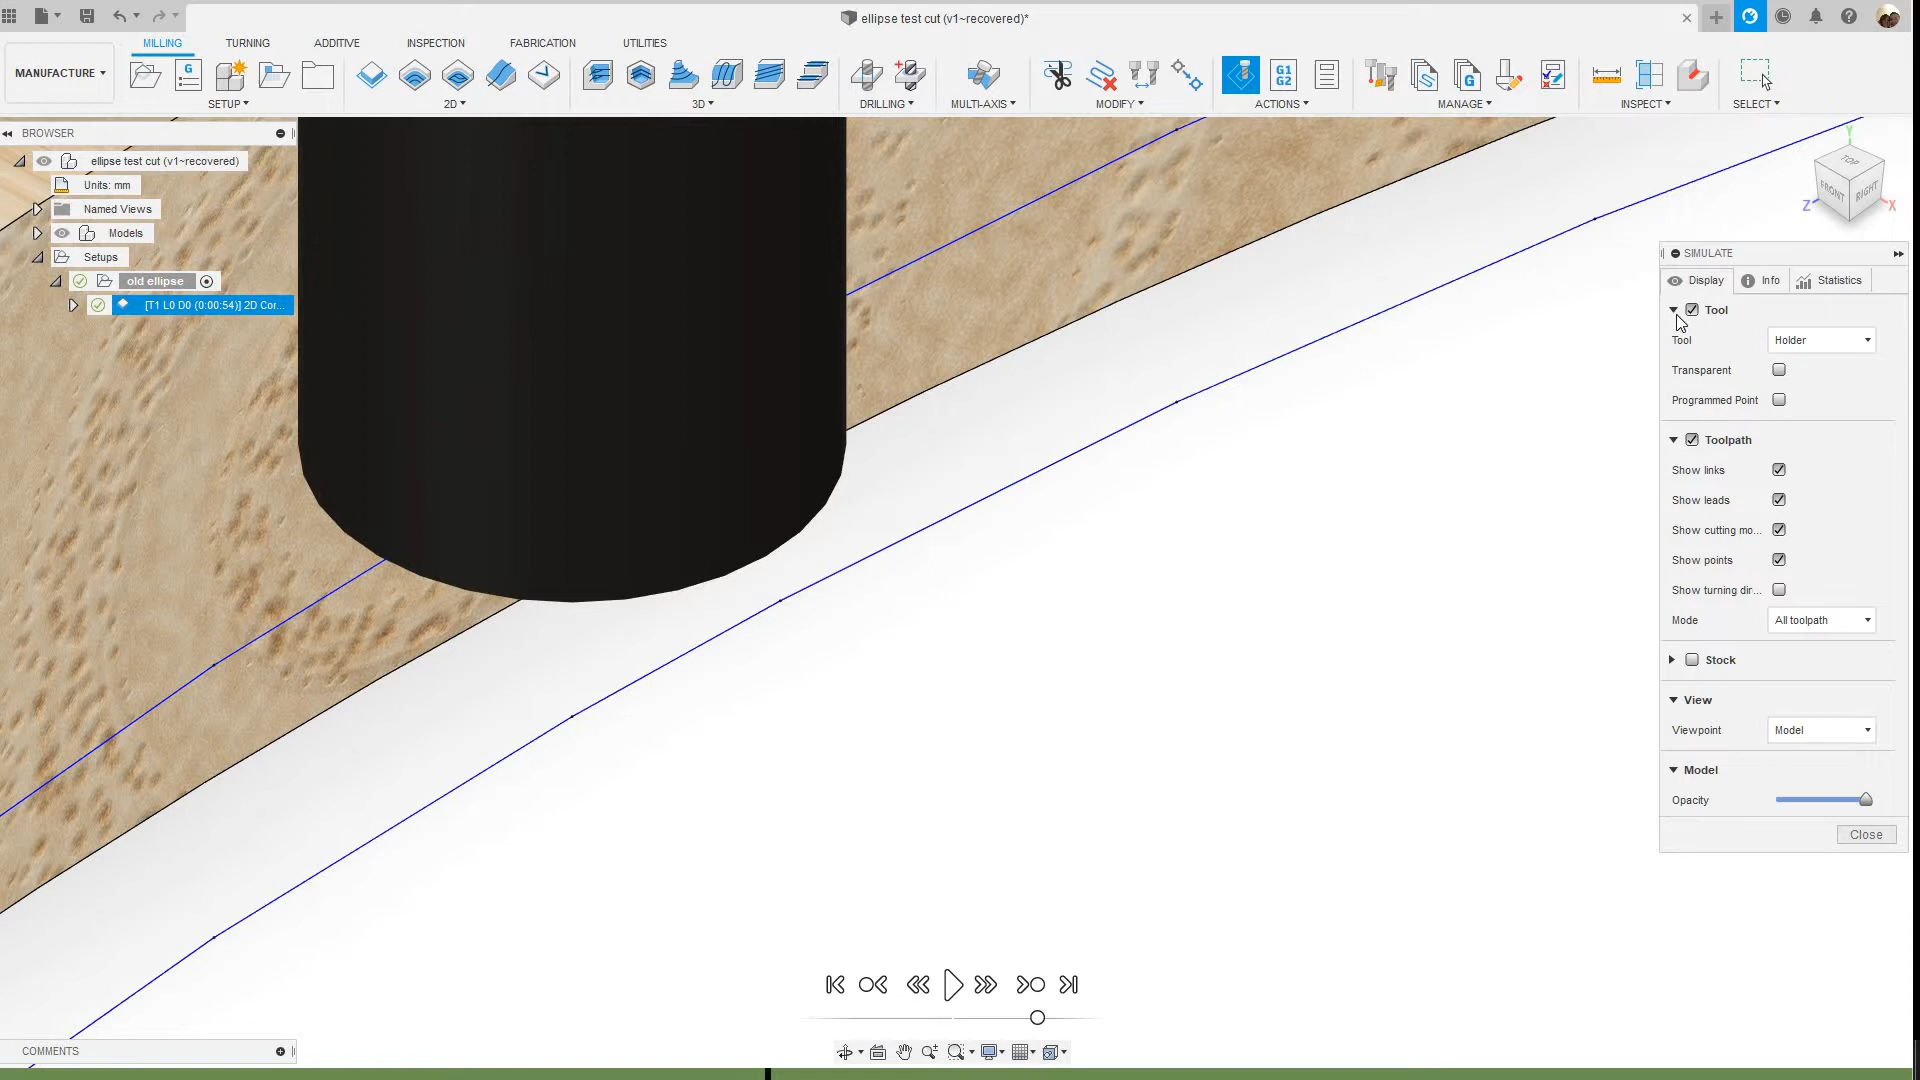 ellipse test cut (v1~recovered)*
MILLING TURNING ADDITIVE INSPECTION FABRICATION UTILITIES
MANUFACTURE
SETUP 2D 3D DRILLING MULTI-AXIS MODIFY ACTIONS MANAGE INSPECT SELECT
G G1 G2 G
BROWSER
ellipse test cut (v1~recovered)
Units: mm
Named Views
Models
Setups
old ellipse
[T1 L0 D0 (0:00:54)] 2D Cor...
Y
TOP
FRONT RIGHT
Z X
SIMULATE
Display Info Statistics
Tool
Tool Holder
Transparent
Programmed Point
Toolpath
Show links
Show leads
Show cutting mo...
Show points
Show turning dir...
Mode All toolpath
Stock
View
Viewpoint Model
Model
Opacity
Close
COMMENTS